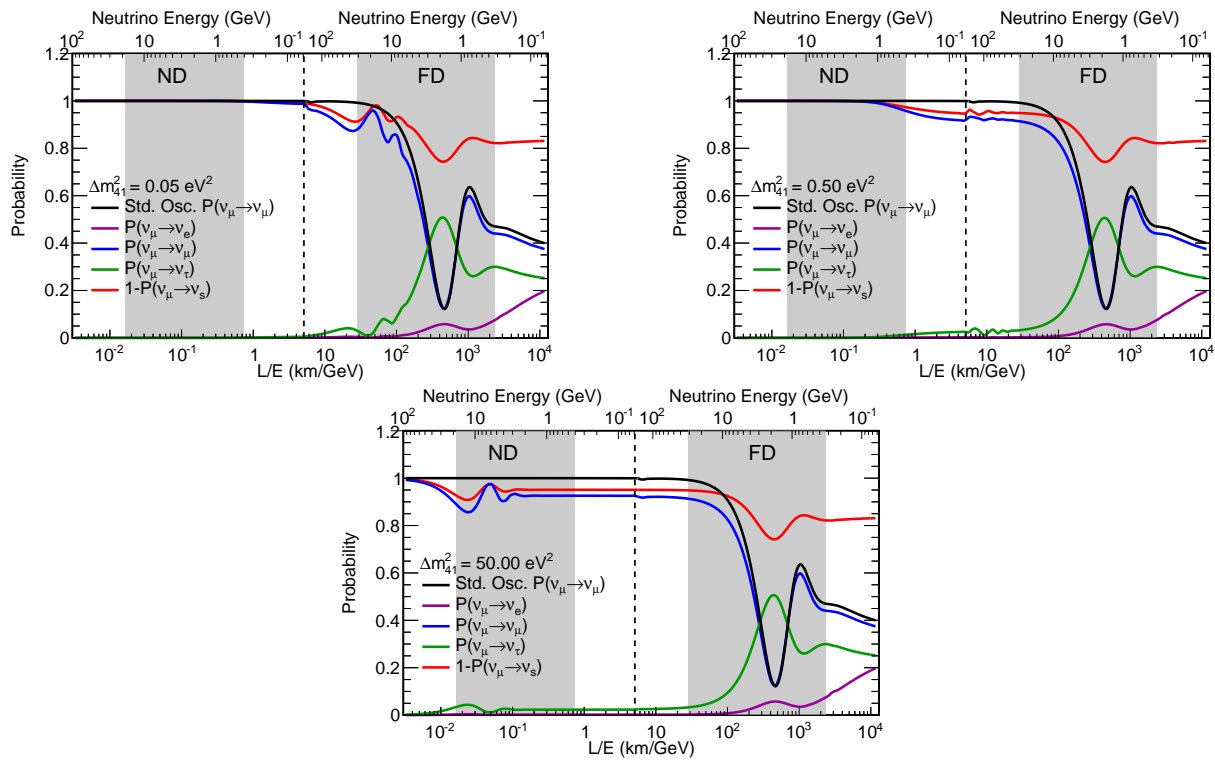 Neutrino Energy (GeV) Neutrino Energy (GeV)
10² 10 1 10⁻¹ 10² 10 1 10⁻¹
ND FD
1.2
1
0.8
0.6
0.4
0.2
0
Probability
Δm²₄₁ = 0.05 eV²
Std. Osc. P(νμ→νμ)
P(νμ→νe)
P(νμ→νμ)
P(νμ→ντ)
1-P(νμ→νs)
10⁻² 10⁻¹ 1 10 10² 10³ 10⁴
L/E (km/GeV)
Neutrino Energy (GeV) Neutrino Energy (GeV)
10² 10 1 10⁻¹ 10² 10 1 10⁻¹
ND FD
1.2
1
0.8
0.6
0.4
0.2
0
Probability
Δm²₄₁ = 0.50 eV²
Std. Osc. P(νμ→νμ)
P(νμ→νe)
P(νμ→νμ)
P(νμ→ντ)
1-P(νμ→νs)
10⁻² 10⁻¹ 1 10 10² 10³ 10⁴
L/E (km/GeV)
Neutrino Energy (GeV) Neutrino Energy (GeV)
10² 10 1 10⁻¹ 10² 10 1 10⁻¹
ND FD
1.2
1
0.8
0.6
0.4
0.2
0
Probability
Δm²₄₁ = 50.00 eV²
Std. Osc. P(νμ→νμ)
P(νμ→νe)
P(νμ→νμ)
P(νμ→ντ)
1-P(νμ→νs)
10⁻² 10⁻¹ 1 10 10² 10³ 10⁴
L/E (km/GeV)